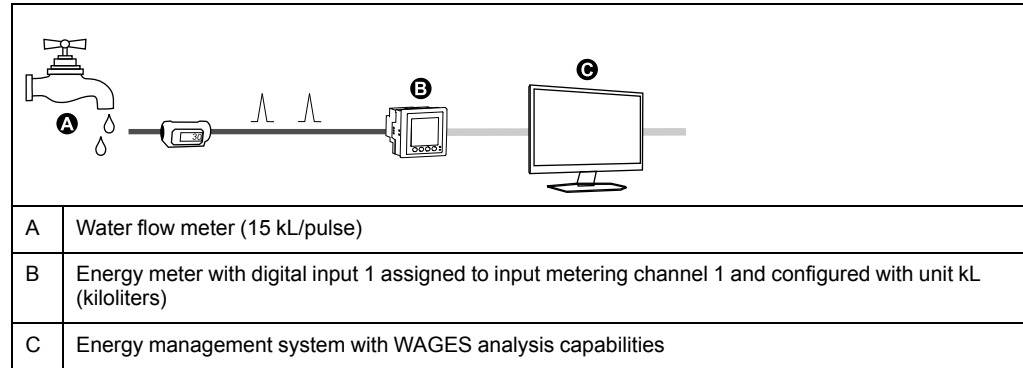 A
B
C
30
A Water flow meter (15 kL/pulse)
B Energy meter with digital input 1 assigned to input metering channel 1 and configured with unit kL
(kiloliters)
C Energy management system with WAGES analysis capabilities